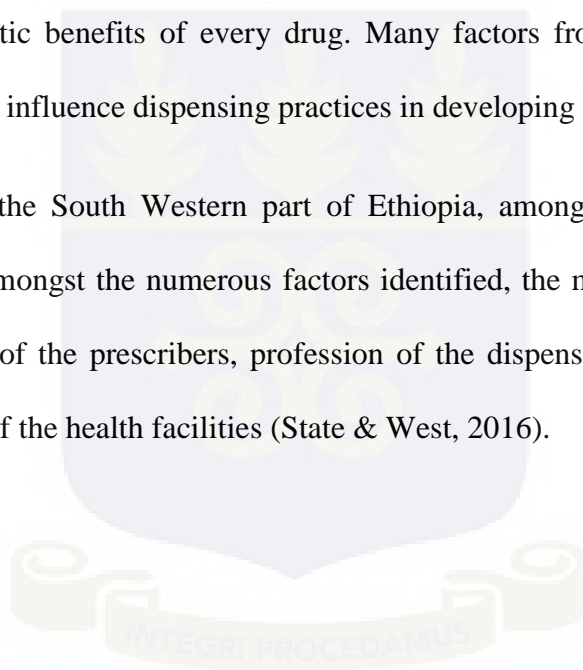 tic benefits of every drug. Many factors fro
influence dispensing practices in developing
the South Western part of Ethiopia, among
mongst the numerous factors identified, the
of the prescribers, profession of the dispens
f the health facilities (State & West, 2016).
INTEGRI PROCEDAMUS